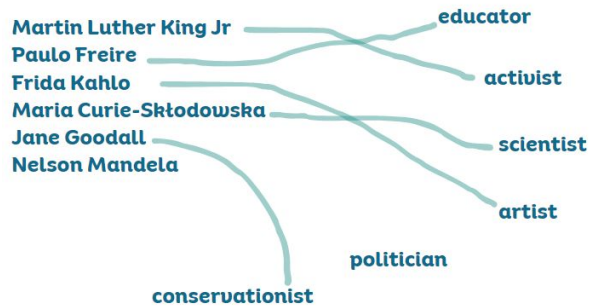 Martin Luther King Jr
Paulo Freire
Frida Kahlo
Maria Curie-Skłodowska
Jane Goodall
Nelson Mandela
educator
activist
scientist
artist
politician
conservationist